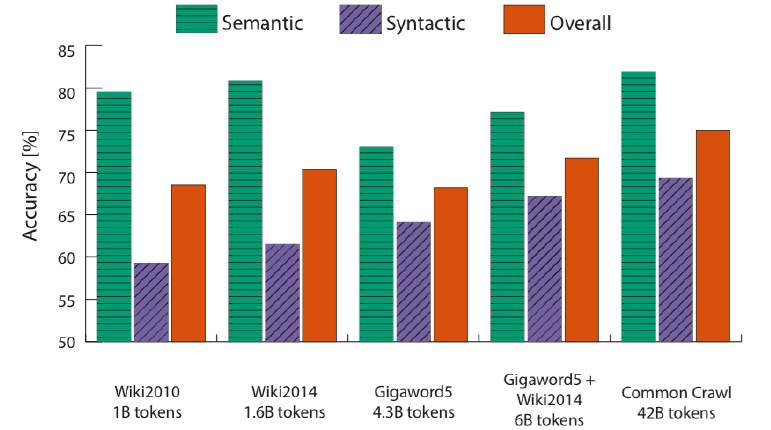 Semantic Syntactic Overall
85
80
75
70
65
60
55
50
Accuracy [%]
Wiki2010
1B tokens
Wiki2014
1.6B tokens
Gigaword5
4.3B tokens
Gigaword5 +
Wiki2014
6B tokens
Common Crawl
42B tokens